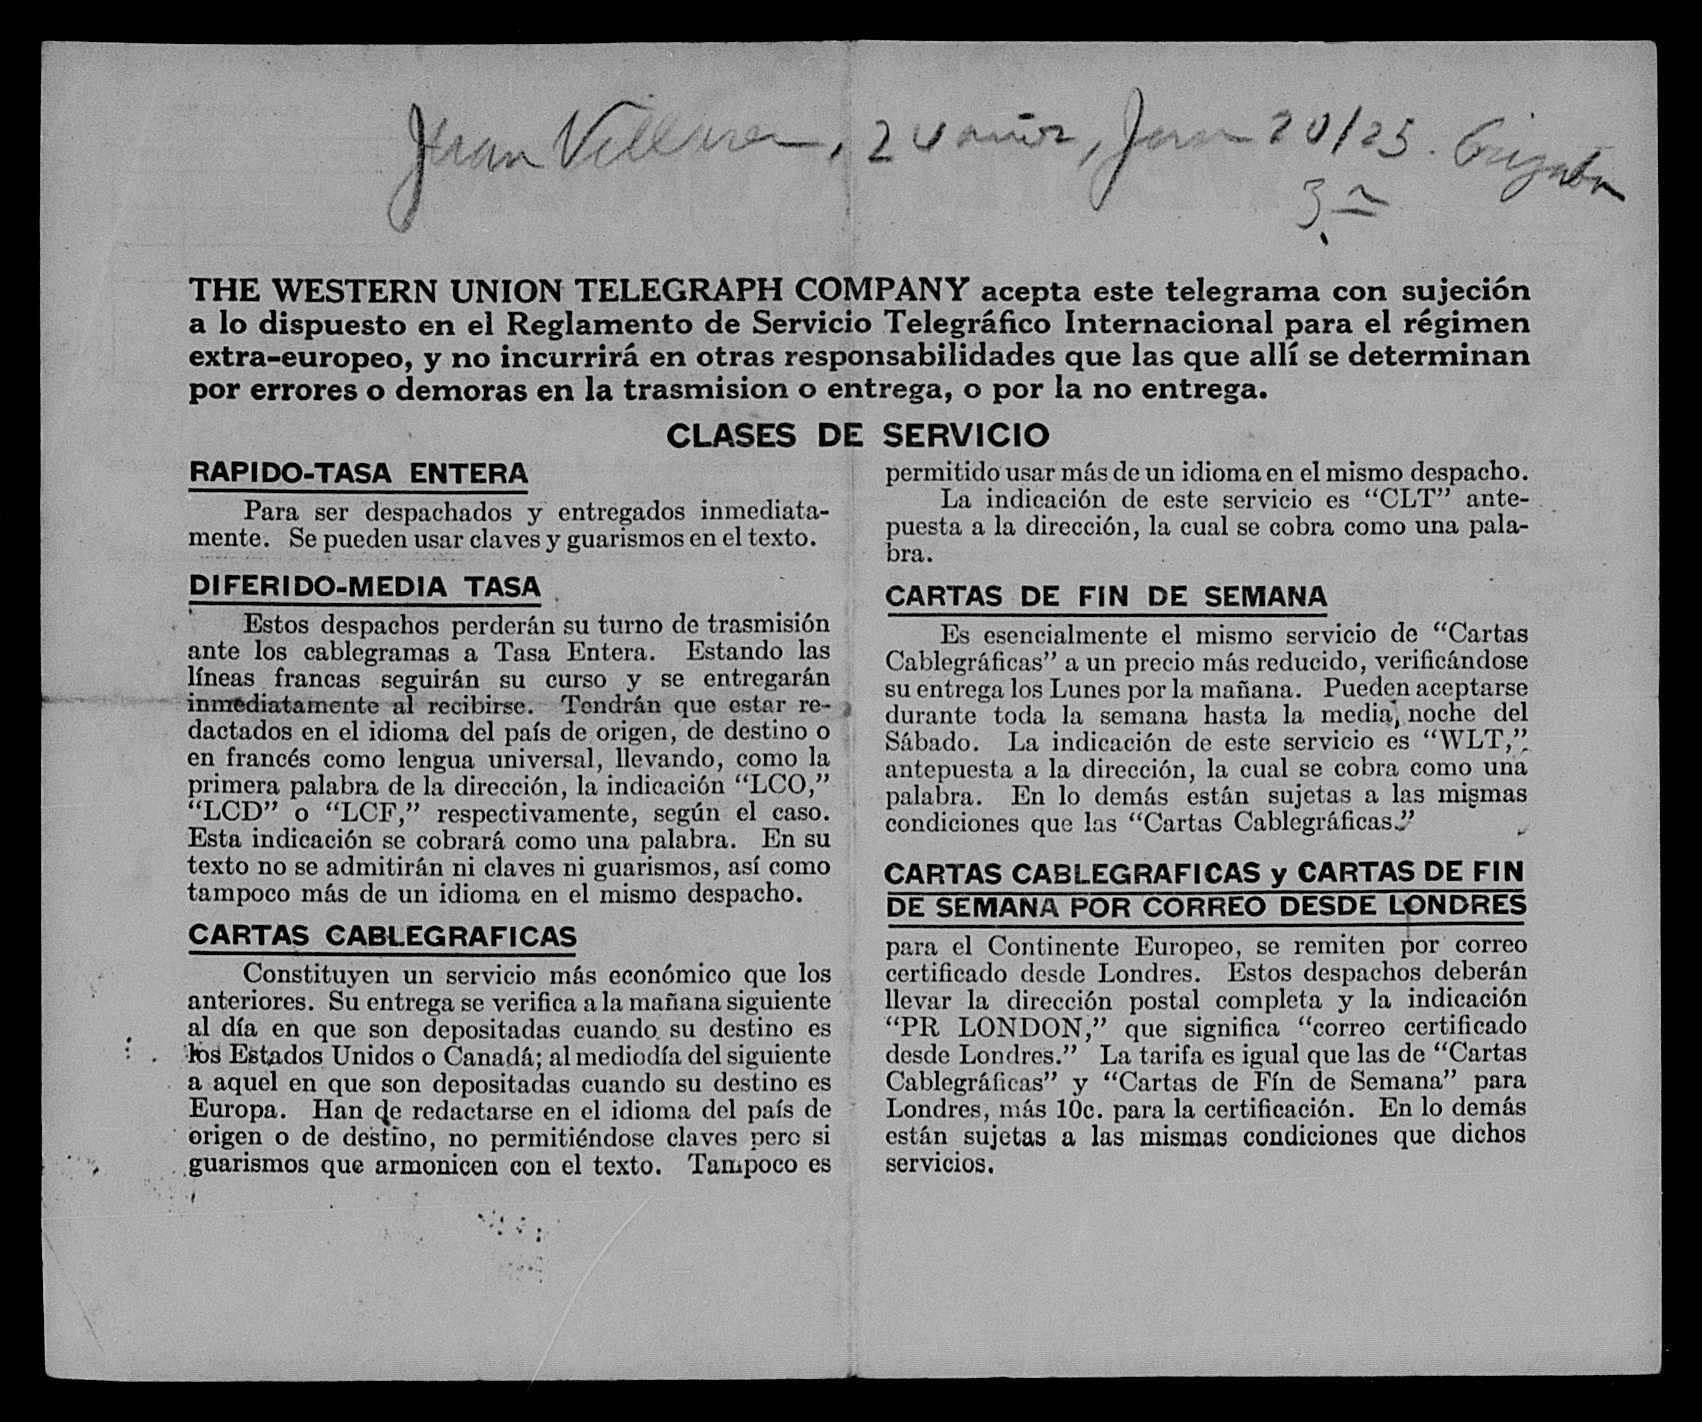 Juan Villar, 24 años, Jan 20/25.
3a
THE WESTERN UNION TELEGRAPH COMPANY acepta este telegrama con sujeción
a lo dispuesto en el Reglamento de Servicio Telegráfico Internacional para el régimen
extra-europeo, y no incurrirá en otras responsabilidades que las que allí se determinan
por errores o demoras en la trasmision o entrega, o por la no entrega.
CLASES DE SERVICIO
RAPIDO-TASA ENTERA
Para ser despachados y entregados inmediata-
mente. Se pueden usar claves y guarismos en el texto.
DIFERIDO-MEDIA TASA
Estos despachos perderán su turno de trasmisión
ante los cablegramas a Tasa Entera. Estando las
líneas francas seguirán su curso y se entregarán
inmediatamente al recibirse. Tendrán que estar re-
dactados en el idioma del país de origen, de destino o
en francés como lengua universal, llevando, como la
primera palabra de la dirección, la indicación “LCO,”
“LCD” o “LCF,” respectivamente, según el caso.
Esta indicación se cobrará como una palabra. En su
texto no se admitirán ni claves ni guarismos, así como
tampoco más de un idioma en el mismo despacho.
CARTAS CABLEGRAFICAS
Constituyen un servicio más económico que los
anteriores. Su entrega se verifica a la mañana siguiente
al día en que son depositadas cuando su destino es
los Estados Unidos o Canadá; al mediodía del siguiente
a aquel en que son depositadas cuando su destino es
Europa. Han de redactarse en el idioma del país de
origen o de destino, no permitiéndose claves pero si
guarismos que armonicen con el texto. Tampoco es
permitido usar más de un idioma en el mismo despacho.
La indicación de este servicio es “CLT” ante-
puesta a la dirección, la cual se cobra como una pala-
bra.
CARTAS DE FIN DE SEMANA
Es esencialmente el mismo servicio de “Cartas
Cablegráficas” a un precio más reducido, verificándose
su entrega los Lunes por la mañana. Pueden aceptarse
durante toda la semana hasta la media noche del
Sábado. La indicación de este servicio es “WLT,”
antepuesta a la dirección, la cual se cobra como una
palabra. En lo demás están sujetas a las mismas
condiciones que las “Cartas Cablegráficas.”
CARTAS CABLEGRAFICAS y CARTAS DE FIN
DE SEMANA POR CORREO DESDE LONDRES
para el Continente Europeo, se remiten por correo
certificado desde Londres. Estos despachos deberán
llevar la dirección postal completa y la indicación
“PR LONDON,” que significa “correo certificado
desde Londres.” La tarifa es igual que las de “Cartas
Cablegráficas” y “Cartas de Fín de Semana” para
Londres, más 10c. para la certificación. En lo demás
están sujetas a las mismas condiciones que dichos
servicios.